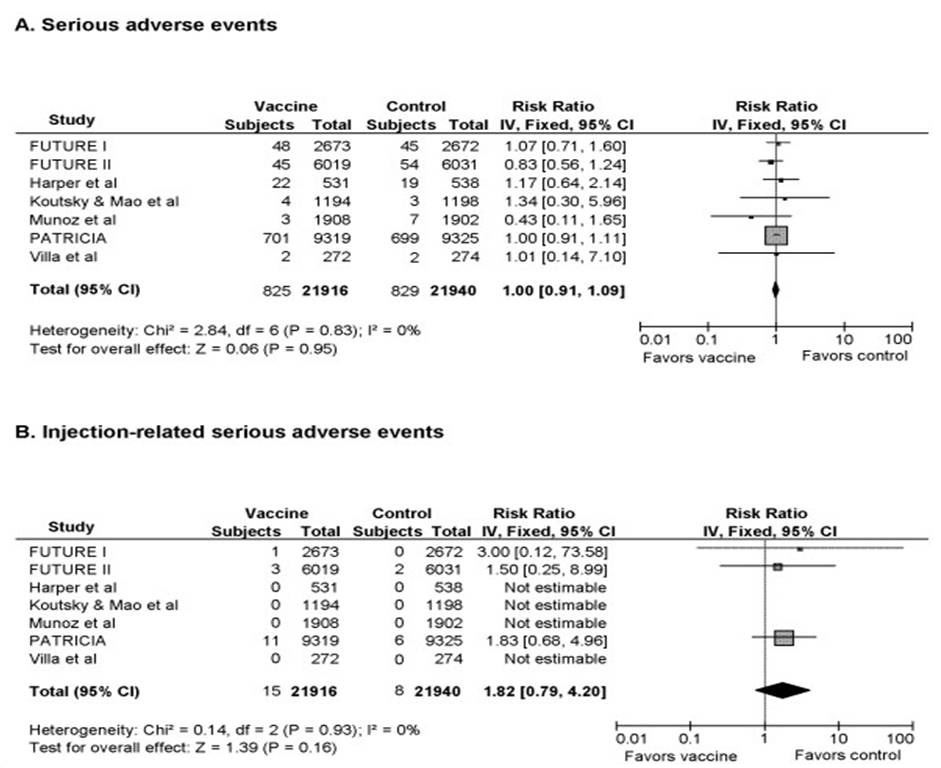 A. Serious adverse events
Vaccine Control Risk Ratio Risk Ratio
Study Subjects Total Subjects Total IV, Fixed, 95% CI IV, Fixed, 95% CI
FUTURE I 48 2673 45 2672 1.07 [0.71, 1.60]
FUTURE II 45 6019 54 6031 0.83 [0.56, 1.24]
Harper et al 22 531 19 538 1.17 [0.64, 2.14]
Koutsky & Mao et al 4 1194 3 1198 1.34 [0.30, 5.96]
Munoz et al 3 1908 7 1902 0.43 [0.11, 1.65]
PATRICIA 701 9319 699 9325 1.00 [0.91, 1.11]
Villa et al 2 272 2 274 1.01 [0.14, 7.10]
Total (95% CI) 825 21916 829 21940 1.00 [0.91, 1.09]
Heterogeneity: Chi² = 2.84, df = 6 (P = 0.83); I² = 0%
Test for overall effect: Z = 0.06 (P = 0.95)
0.01 0.1 1 10 100
Favors vaccine Favors control
B. Injection-related serious adverse events
Vaccine Control Risk Ratio Risk Ratio
Study Subjects Total Subjects Total IV, Fixed, 95% CI IV, Fixed, 95% CI
FUTURE I 1 2673 0 2672 3.00 [0.12, 73.58]
FUTURE II 3 6019 2 6031 1.50 [0.25, 8.99]
Harper et al 0 531 0 538 Not estimable
Koutsky & Mao et al 0 1194 0 1198 Not estimable
Munoz et al 0 1908 0 1902 Not estimable
PATRICIA 11 9319 6 9325 1.83 [0.68, 4.96]
Villa et al 0 272 0 274 Not estimable
Total (95% CI) 15 21916 8 21940 1.82 [0.79, 4.20]
Heterogeneity: Chi² = 0.14, df = 2 (P = 0.93); I² = 0%
Test for overall effect: Z = 1.39 (P = 0.16)
0.01 0.1 1 10 100
Favors vaccine Favors control